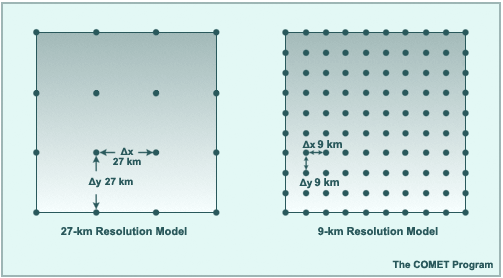 Δx
27 km
Δy 27 km
27-km Resolution Model
Δx 9 km
Δy 9 km
9-km Resolution Model
The COMET Program